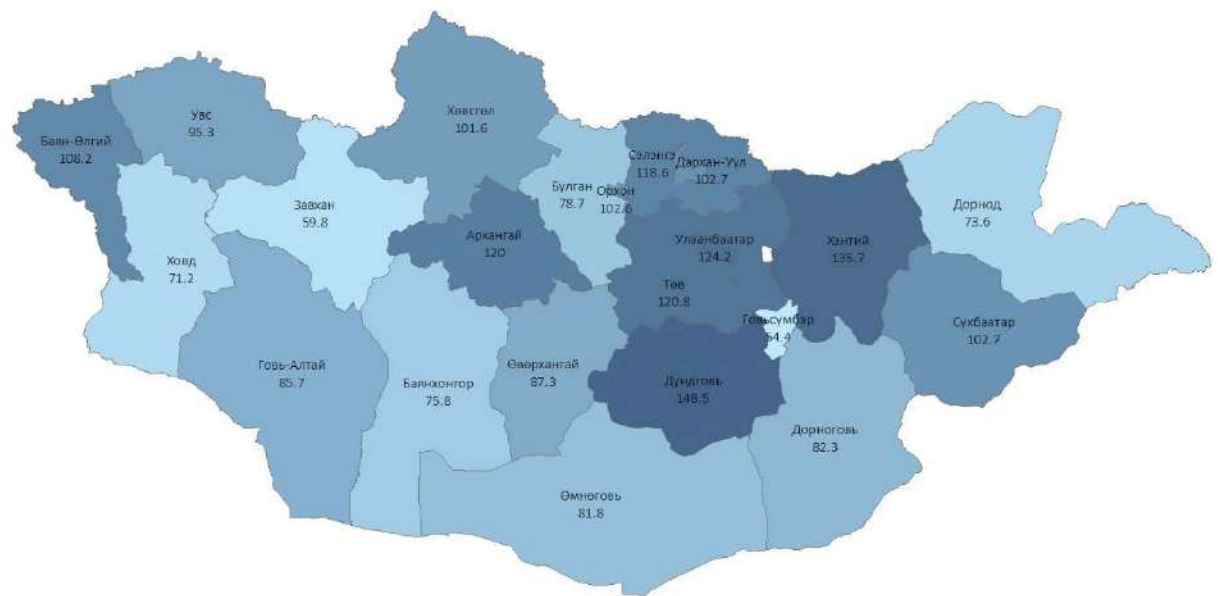 Хөвсгөл
101.6
Увс
95.3
Баян-Өлгий
108.2
Сэлэнгэ
118.6
Дархан-Уул
102.7
Булган
78.7
Орхон
102.6
Завхан
59.8
Дорнод
73.6
Архангай
120
Улаанбаатар
124.2
Хэнтий
135.7
Ховд
71.2
Төв
120.8
Говьсүмбэр
54.4
Сүхбаатар
102.7
Говь-Алтай
85.7
Баянхонгор
75.8
Өвөрхангай
87.3
Дундговь
148.5
Дорноговь
82.3
Өмнөговь
81.8